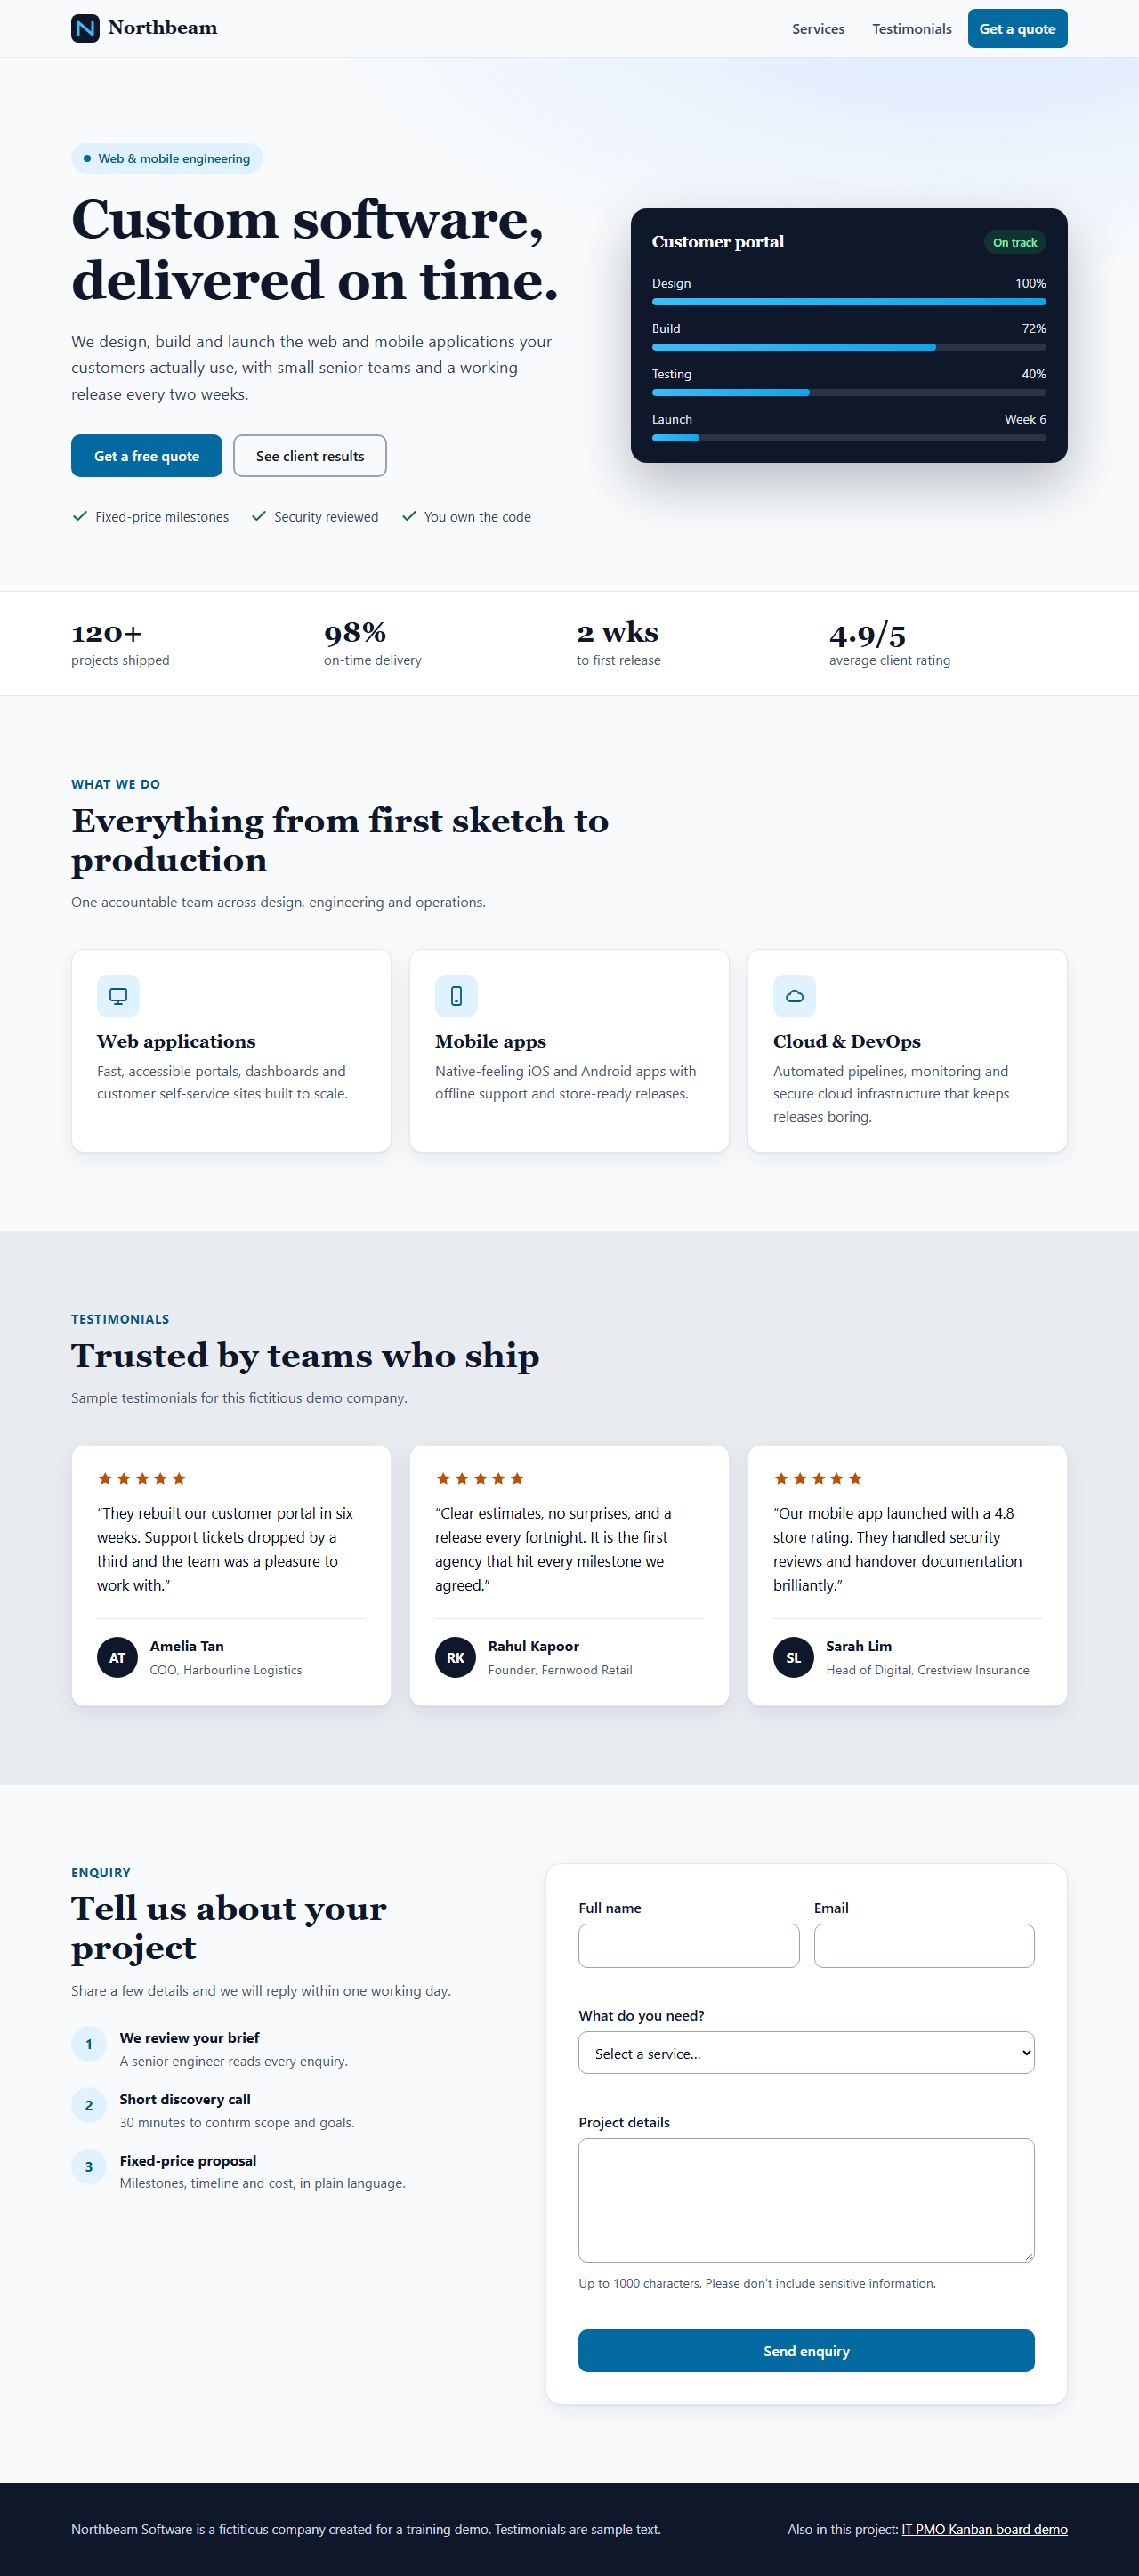 Northbeam
Services Testimonials Get a quote
Web & mobile engineering
Custom software,
delivered on time.
We design, build and launch the web and mobile applications your
customers actually use, with small senior teams and a working
release every two weeks.
Get a free quote See client results
Fixed-price milestones Security reviewed You own the code
Customer portal On track
Design 100%
Build 72%
Testing 40%
Launch Week 6
120+
projects shipped
98%
on-time delivery
2 wks
to first release
4.9/5
average client rating
WHAT WE DO
Everything from first sketch to
production
One accountable team across design, engineering and operations.
Web applications
Fast, accessible portals, dashboards and
customer self-service sites built to scale.
Mobile apps
Native-feeling iOS and Android apps with
offline support and store-ready releases.
Cloud & DevOps
Automated pipelines, monitoring and
secure cloud infrastructure that keeps
releases boring.
TESTIMONIALS
Trusted by teams who ship
Sample testimonials for this fictitious demo company.
“They rebuilt our customer portal in six
weeks. Support tickets dropped by a
third and the team was a pleasure to
work with.”
AT
Amelia Tan
COO, Harbourline Logistics
“Clear estimates, no surprises, and a
release every fortnight. It is the first
agency that hit every milestone we
agreed.”
RK
Rahul Kapoor
Founder, Fernwood Retail
“Our mobile app launched with a 4.8
store rating. They handled security
reviews and handover documentation
brilliantly.”
SL
Sarah Lim
Head of Digital, Crestview Insurance
ENQUIRY
Tell us about your
project
Share a few details and we will reply within one working day.
1
We review your brief
A senior engineer reads every enquiry.
2
Short discovery call
30 minutes to confirm scope and goals.
3
Fixed-price proposal
Milestones, timeline and cost, in plain language.
Full name
Email
What do you need?
Select a service...
Project details
Up to 1000 characters. Please don't include sensitive information.
Send enquiry
Northbeam Software is a fictitious company created for a training demo. Testimonials are sample text.
Also in this project: IT PMO Kanban board demo